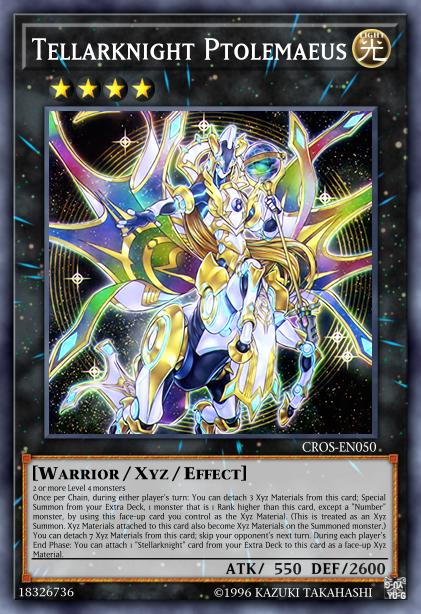 TELLARKNIGHT PTOLEMAEUS
LIGHT
光
CROS-EN050
[WARRIOR / XYZ / EFFECT]
2 or more Level 4 monsters
Once per Chain, during either player's turn: You can detach 3 Xyz Materials from this card; Special
Summon from your Extra Deck, 1 monster that is 1 Rank higher than this card, except a "Number"
monster, by using this face-up card you control as the Xyz Material. (This is treated as an Xyz
Summon. Xyz Materials attached to this card also become Xyz Materials on the Summoned monster.)
You can detach 7 Xyz Materials from this card; skip your opponent's next turn. During each player's
End Phase: You can attach 1 "Stellarknight" card from your Extra Deck to this card as a face-up Xyz
Material.
ATK/ 550 DEF/2600
18326736
©1996 KAZUKI TAKAHASHI